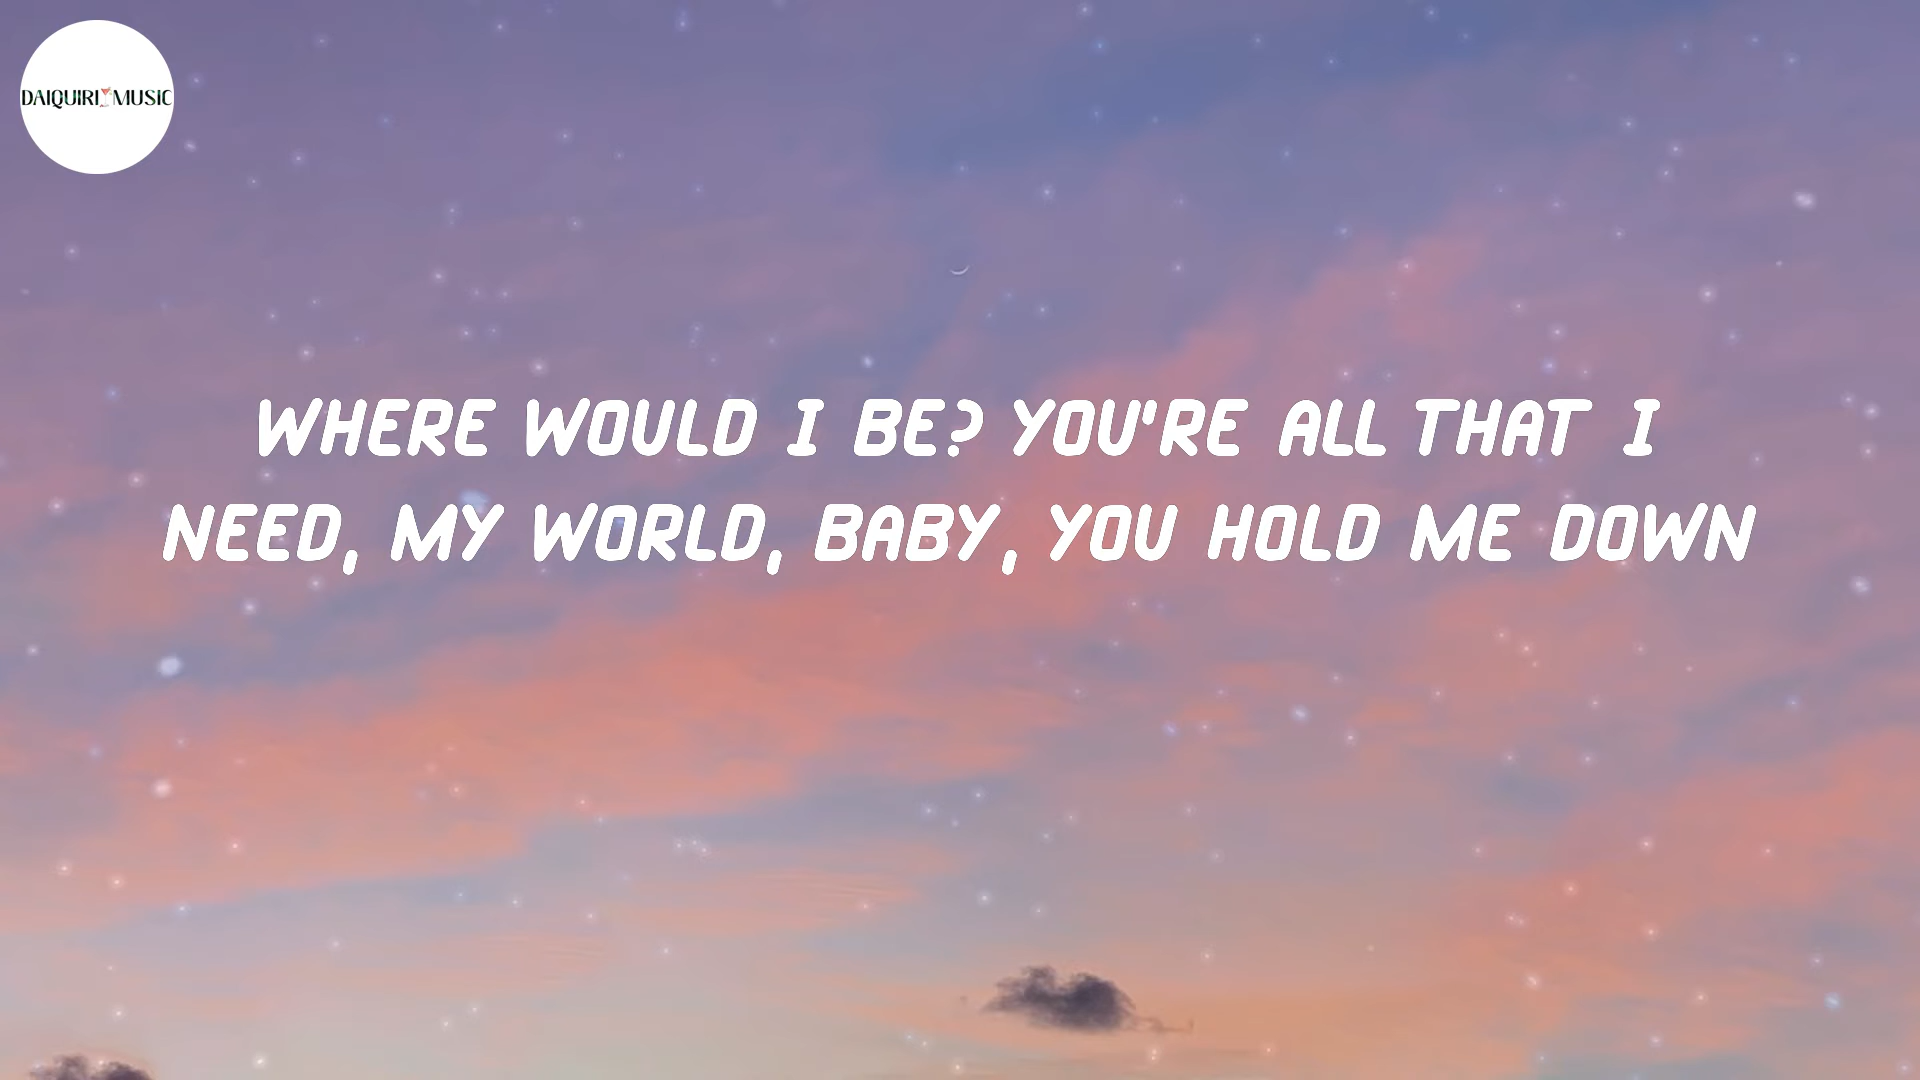 DAIQUIRI MUSIC
WHERE WOULD I BE? YOU'RE ALL THAT I
NEED, MY WORLD, BABY, YOU HOLD ME DOWN